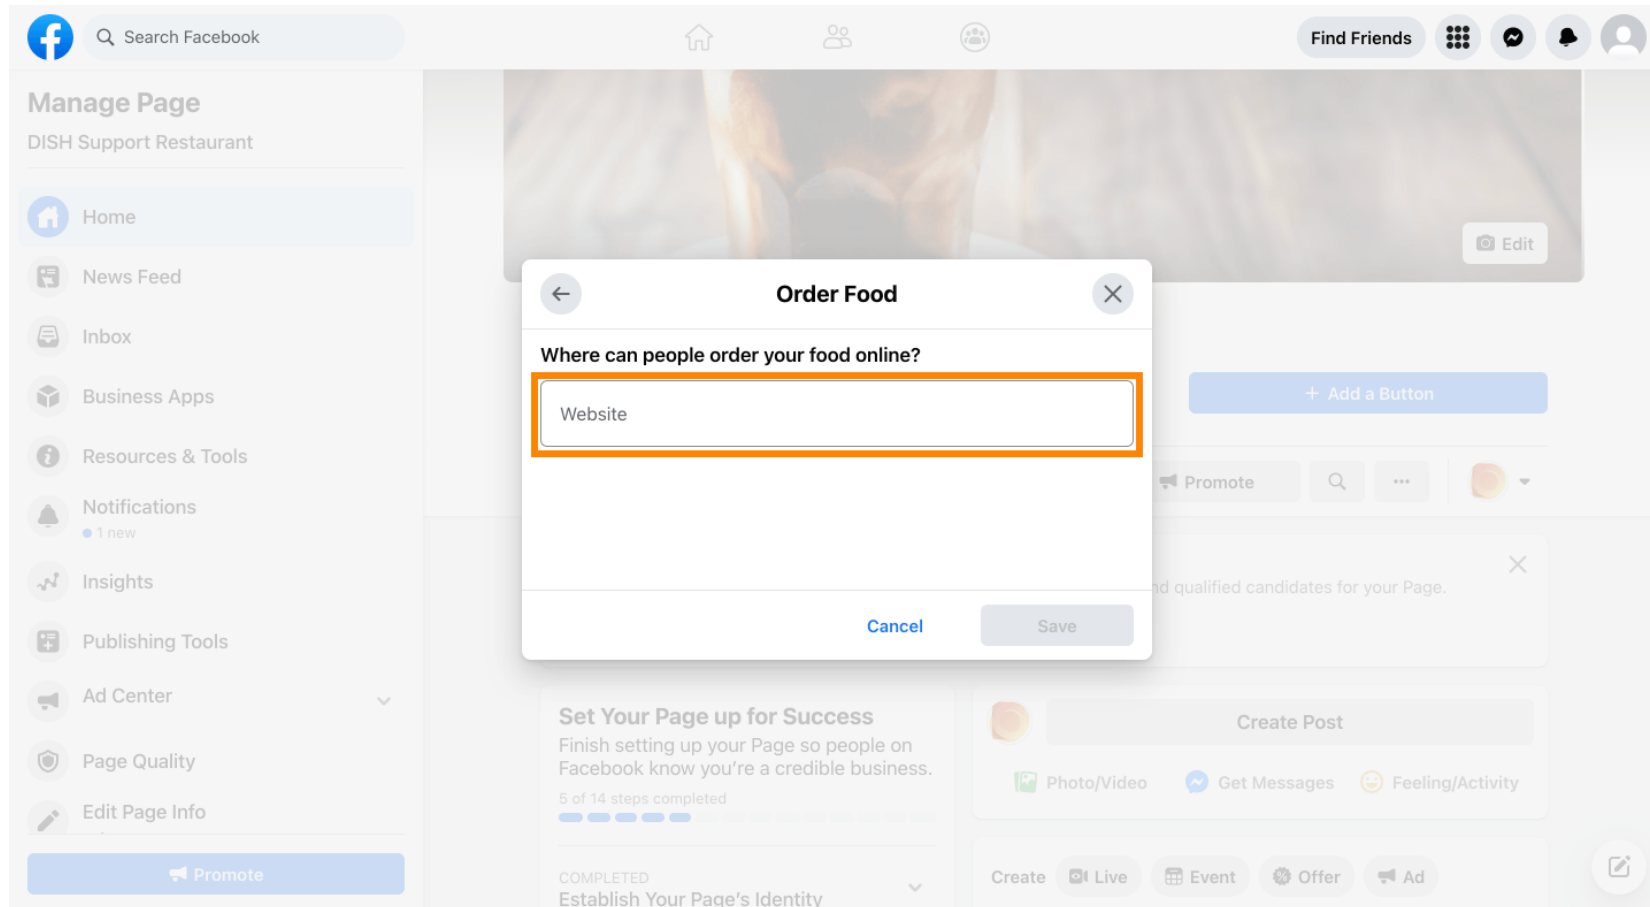 Search Facebook
Find Friends
Manage Page
DISH Support Restaurant
Home
News Feed
Inbox
Business Apps
Resources & Tools
Notifications
1 new
Insights
Publishing Tools
Ad Center
Page Quality
Edit Page Info
Promote
Edit
Order Food
Where can people order your food online?
Website
Cancel
Save
+ Add a Button
Promote
qualified candidates for your Page.
Set Your Page up for Success
Finish setting up your Page so people on
Facebook know you're a credible business.
5 of 14 steps completed
COMPLETED
Establish Your Page's Identity
Create Post
Photo/Video
Get Messages
Feeling/Activity
Create
Live
Event
Offer
Ad